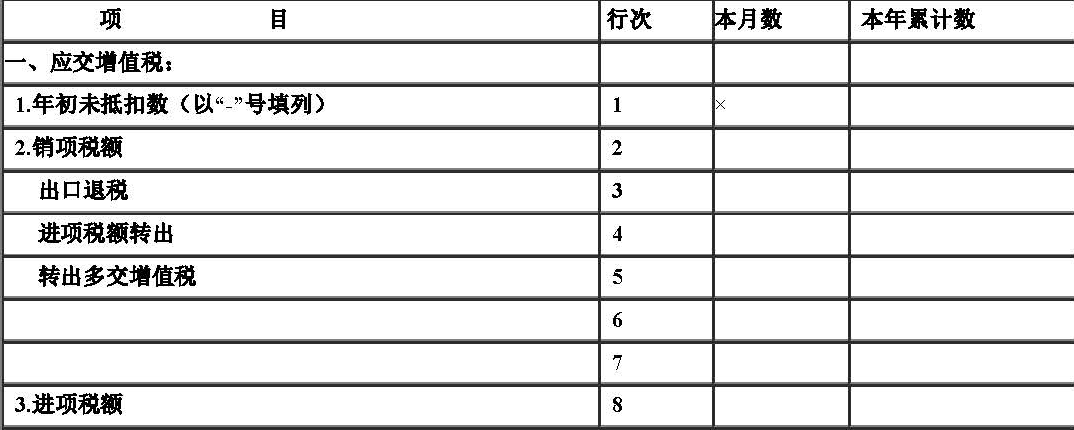 项 目 行次 本月数 本年累计数
一、应交增值税：
1.年初未抵扣数（以“-”号填列） 1 ×
2.销项税额 2
出口退税 3
进项税额转出 4
转出多交增值税 5
6
7
3.进项税额 8